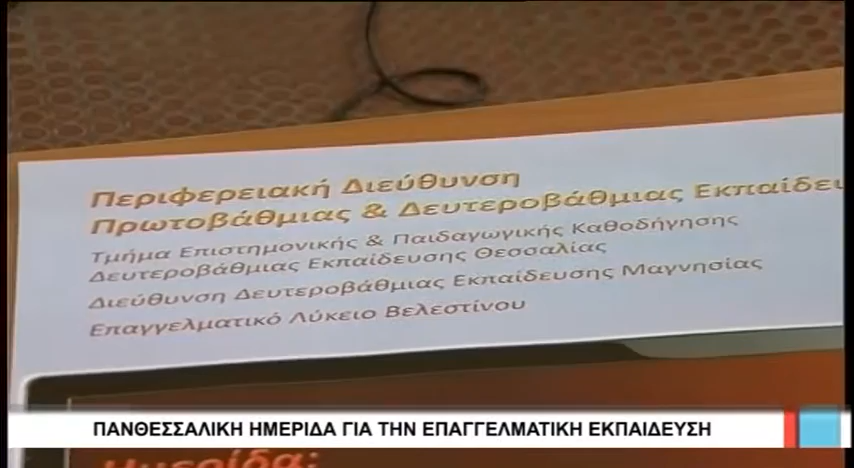 Περιφερειακή Διεύθυνση
Πρωτοβάθμιας & Δευτεροβάθμιας
Τμήμα Επιστημονικής & Παιδαγωγικής Καθοδήγησης
Δευτεροβάθμιας Εκπαίδευσης Θεσσαλίας
Διεύθυνση Δευτεροβάθμιας Εκπαίδευσης Μαγνησίας
Επαγγελματικό Λύκειο Βελεστίνου
ΠΑΝΘΕΣΣΑΛΙΚΗ ΗΜΕΡΙΔΑ ΓΙΑ ΤΗΝ ΕΠΑΓΓΕΛΜΑΤΙΚΗ ΕΚΠΑΙΔΕΥΣΗ
Ημερίδα: